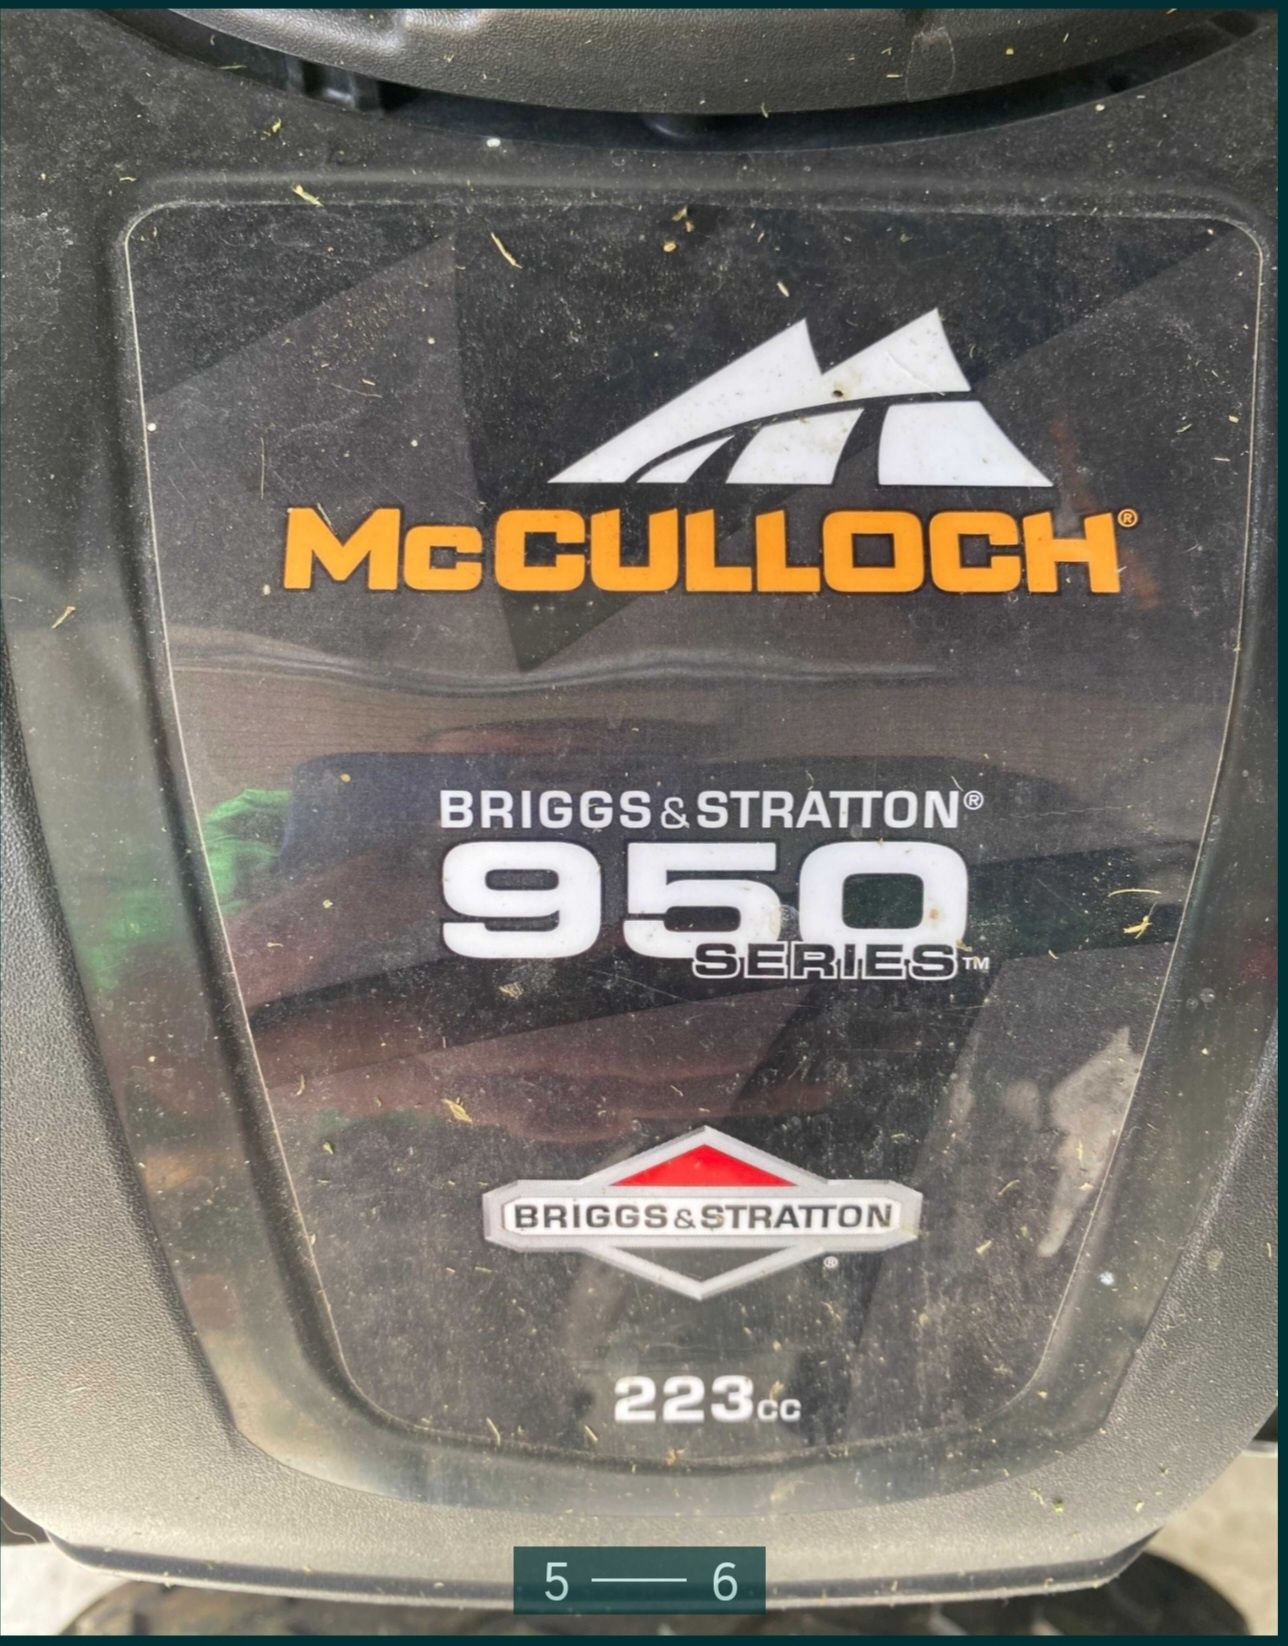 McCULLOCH®
BRIGGS & STRATTON®
950
SERIES™
BRIGGS & STRATTON
®
223cc
5 — 6